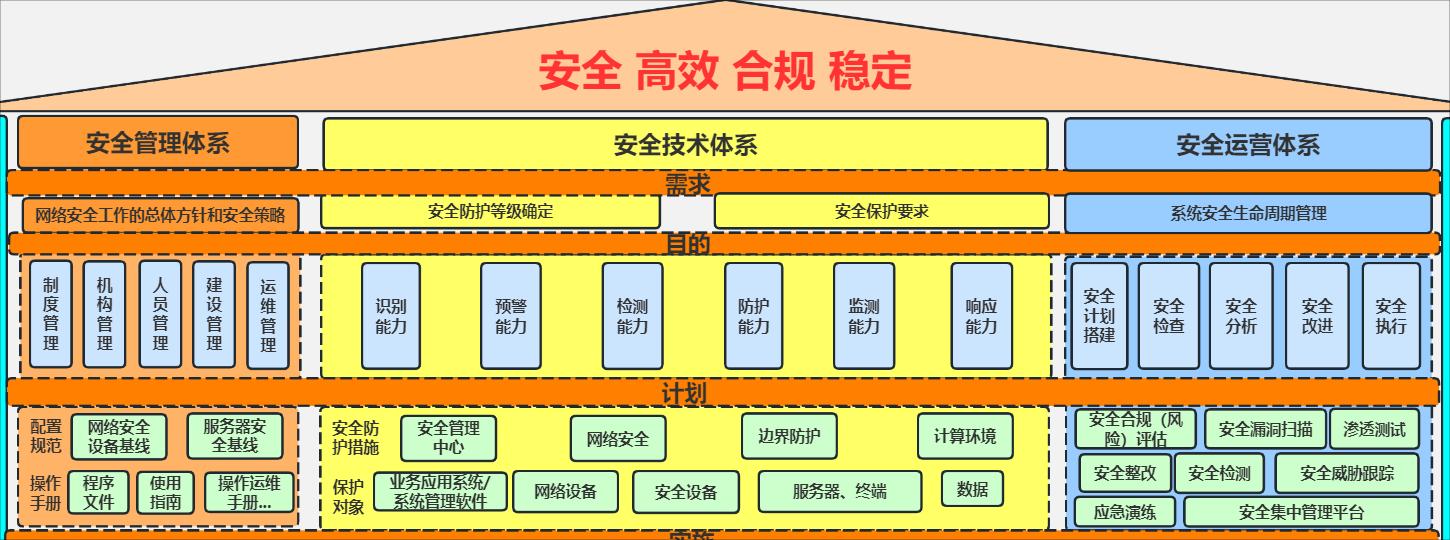 安全 高效 合规 稳定
安全管理体系
安全技术体系
安全运营体系
需求
网络安全工作的总体方针和安全策略
安全防护等级确定
安全保护要求
系统安全生命周期管理
目的
制
度
管
理
机
构
管
理
人
员
管
理
建
设
管
理
运
维
管
理
识别
能力
预警
能力
检测
能力
防护
能力
监测
能力
响应
能力
安全
计划
搭建
安全
检查
安全
分析
安全
改进
安全
执行
计划
配置
规范
网络安全
设备基线
服务器安
全基线
操作
手册
程序
文件
使用
指南
操作运维
手册...
安全防
护措施
安全管理
中心
网络安全
边界防护
计算环境
保护
对象
业务应用系统/
系统管理软件
网络设备
安全设备
服务器、终端
数据
安全合规（风
险）评估
安全漏洞扫描
渗透测试
安全整改
安全检测
安全威胁跟踪
应急演练
安全集中管理平台
实施